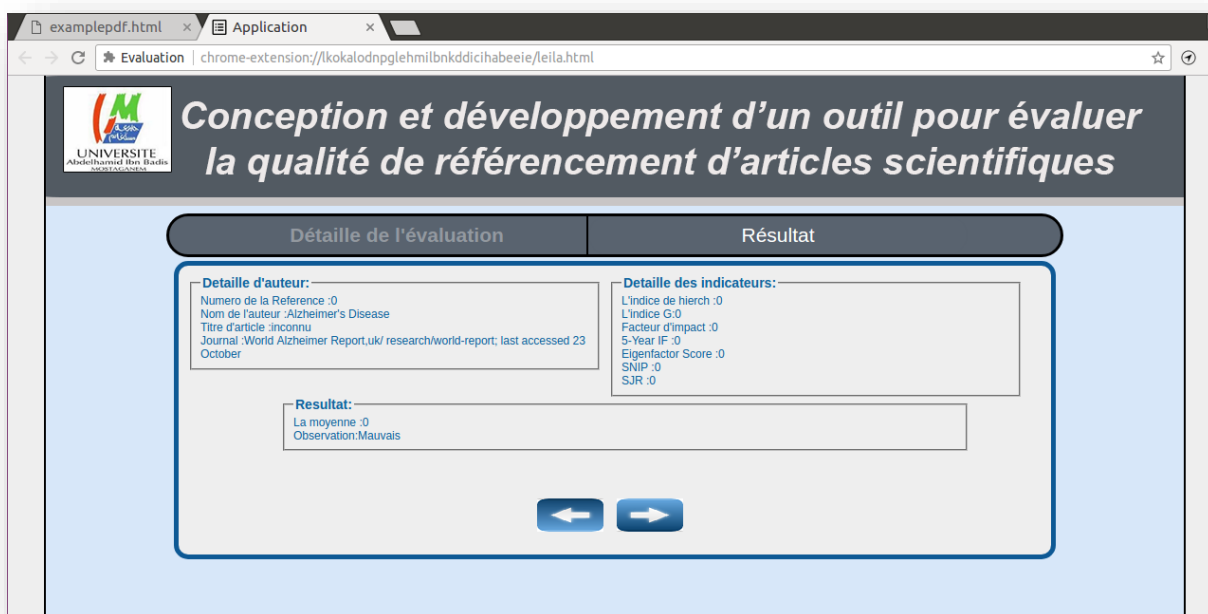 examplepdf.html
Application
Evaluation
chrome-extension://lkokalodnpglehmilbnkddicihabeeie/leila.html
UNIVERSITE
Abdelhamid Ibn Badis
MOSTAGANEM
Conception et développement d’un outil pour évaluer
la qualité de référencement d’articles scientifiques
Détaille de l'évaluation
Résultat
Detaille d'auteur:
Numero de la Reference :0
Nom de l'auteur :Alzheimer's Disease
Titre d'article :inconnu
Journal :World Alzheimer Report,uk/ research/world-report; last accessed 23
October
Detaille des indicateurs:
L'indice de hierch :0
L'indice G:0
Facteur d'impact :0
5-Year IF :0
Eigenfactor Score :0
SNIP :0
SJR :0
Resultat:
La moyenne :0
Observation:Mauvais